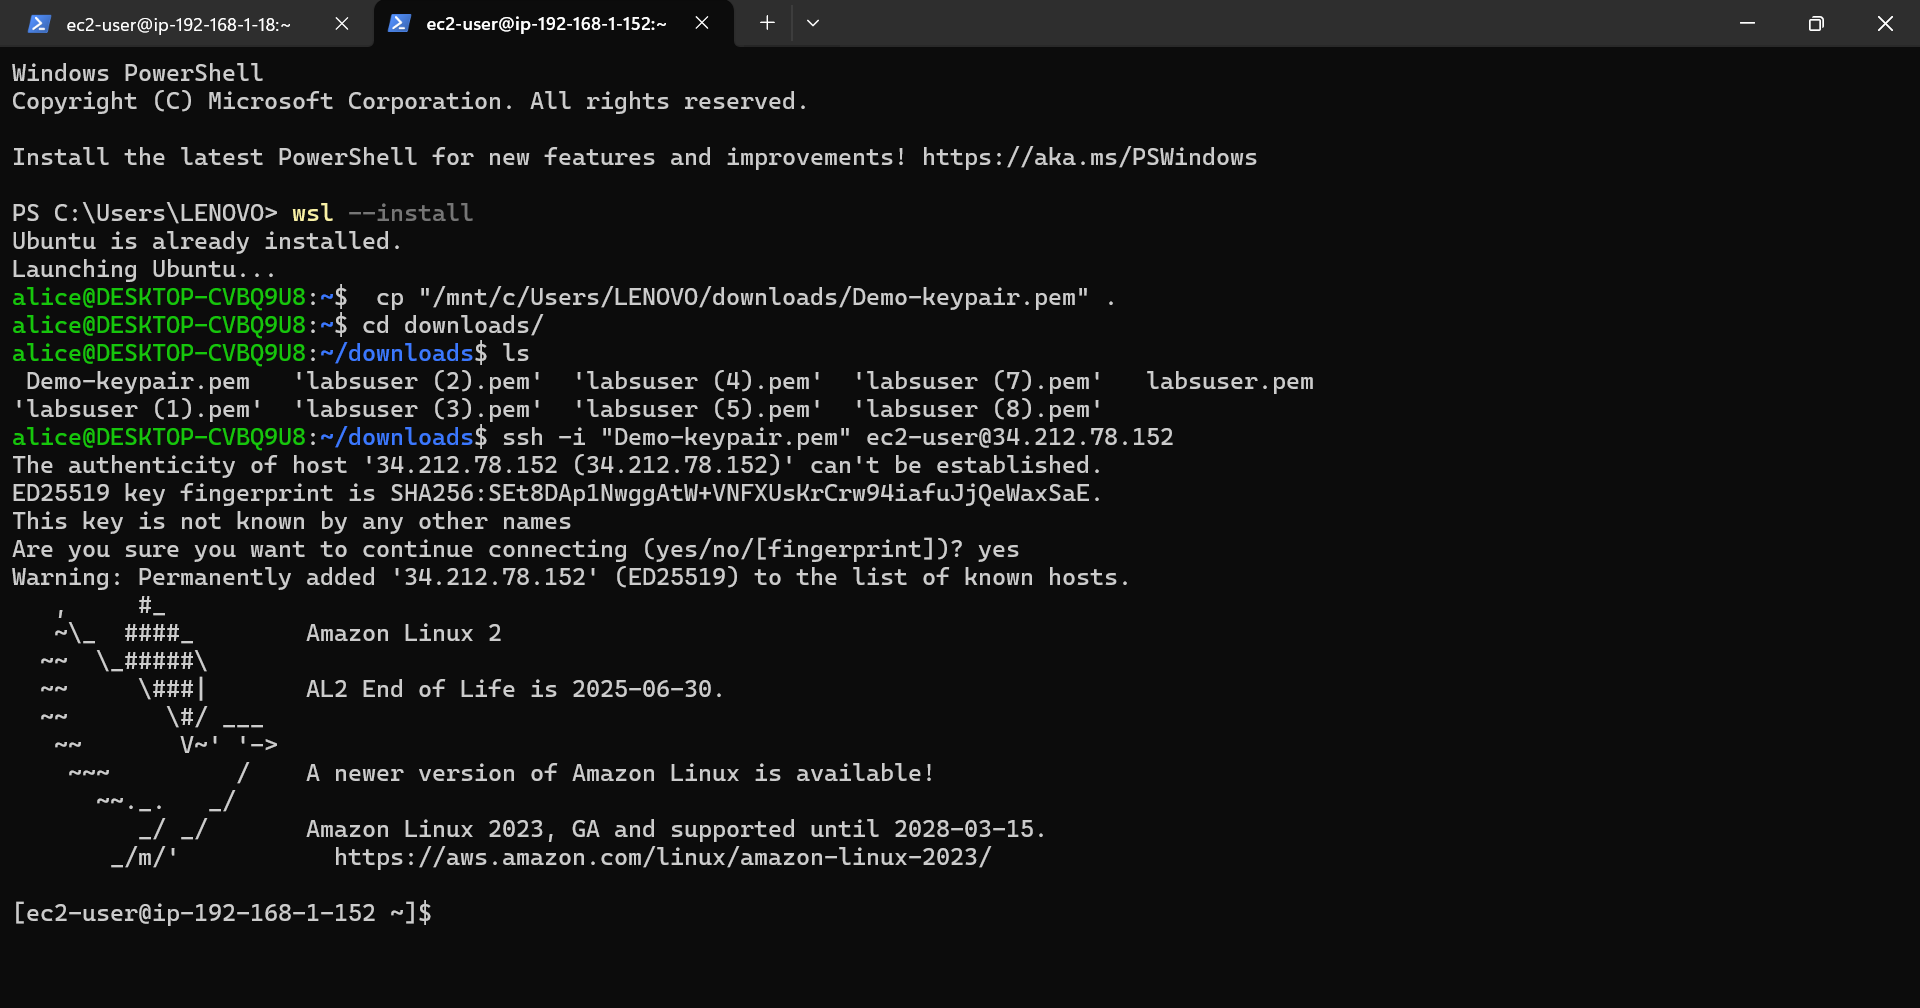 ec2-user@ip-192-168-1-18:~
ec2-user@ip-192-168-1-152:~
Windows PowerShell
Copyright (C) Microsoft Corporation. All rights reserved.
Install the latest PowerShell for new features and improvements! https://aka.ms/PSWindows
PS C:\Users\LENOVO> wsl --install
Ubuntu is already installed.
Launching Ubuntu...
alice@DESKTOP-CVBQ9U8:~$  cp "/mnt/c/Users/LENOVO/downloads/Demo-keypair.pem" .
alice@DESKTOP-CVBQ9U8:~$ cd downloads/
alice@DESKTOP-CVBQ9U8:~/downloads$ ls
 Demo-keypair.pem   'labsuser (2).pem'  'labsuser (4).pem'  'labsuser (7).pem'   labsuser.pem
'labsuser (1).pem'  'labsuser (3).pem'  'labsuser (5).pem'  'labsuser (8).pem'
alice@DESKTOP-CVBQ9U8:~/downloads$ ssh -i "Demo-keypair.pem" ec2-user@34.212.78.152
The authenticity of host '34.212.78.152 (34.212.78.152)' can't be established.
ED25519 key fingerprint is SHA256:SEt8DAp1NwggAtW+VNFXUsKrCrw94iafuJjQeWaxSaE.
This key is not known by any other names
Are you sure you want to continue connecting (yes/no/[fingerprint])? yes
Warning: Permanently added '34.212.78.152' (ED25519) to the list of known hosts.
   ,     #_
   ~\_  ####_        Amazon Linux 2
  ~~  \_#####\
  ~~     \###|       AL2 End of Life is 2025-06-30.
  ~~       \#/ ___
   ~~       V~' '->
    ~~~         /    A newer version of Amazon Linux is available!
      ~~._.   _/
         _/ _/       Amazon Linux 2023, GA and supported until 2028-03-15.
       _/m/'           https://aws.amazon.com/linux/amazon-linux-2023/
[ec2-user@ip-192-168-1-152 ~]$